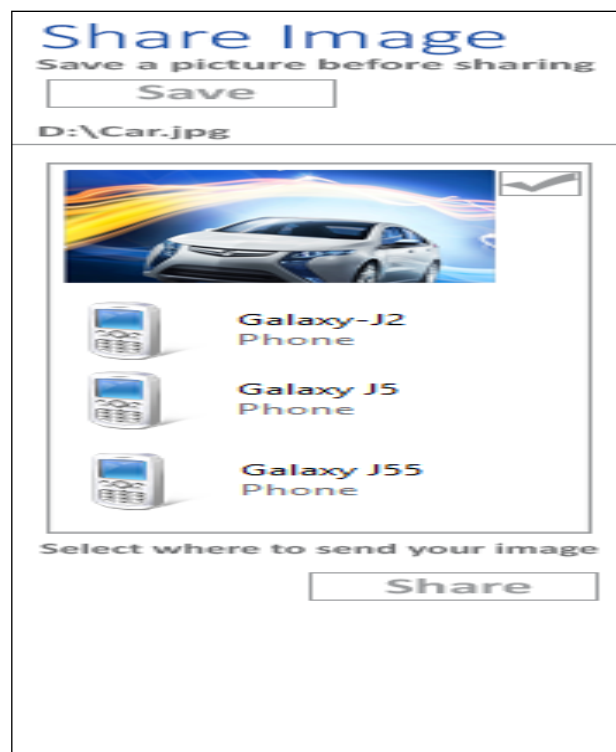 Share Image
Save a picture before sharing
Save
D:\Car.jpg
Galaxy-J2
Phone
Galaxy J5
Phone
Galaxy J55
Phone
Select where to send your image
Share